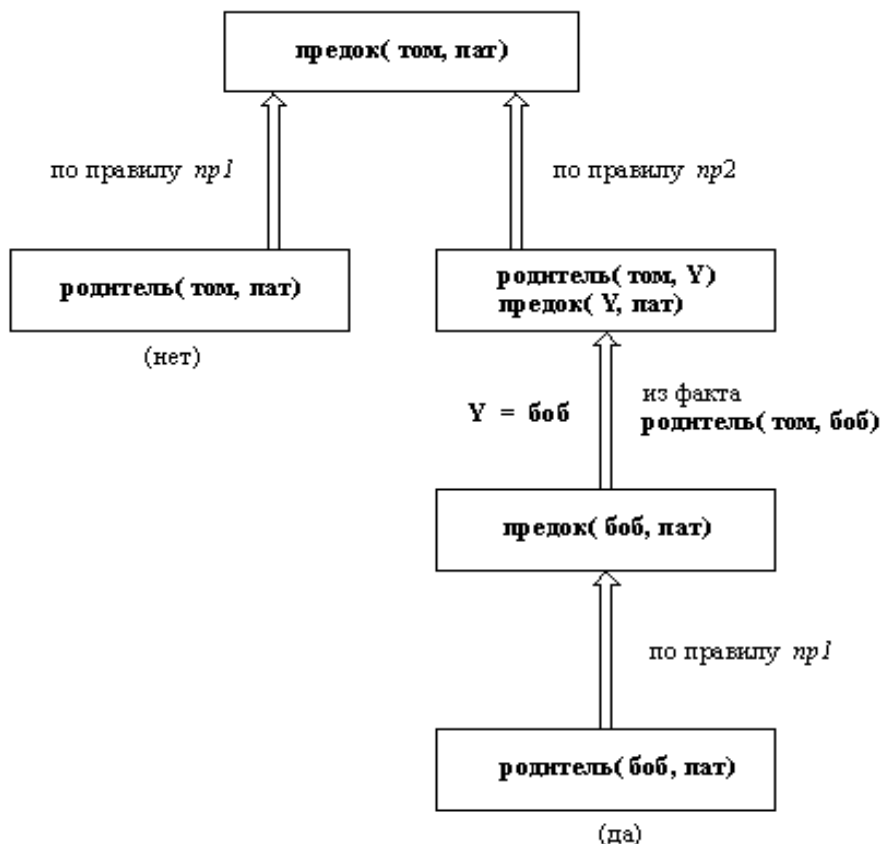 предок( том, пат)
по правилу пр1
по правилу пр2
родитель( том, пат)
(нет)
родитель( том, Y)
предок( Y, пат)
Y = боб
из факта
родитель( том, боб)
предок( боб, пат)
по правилу пр1
родитель( боб, пат)
(да)